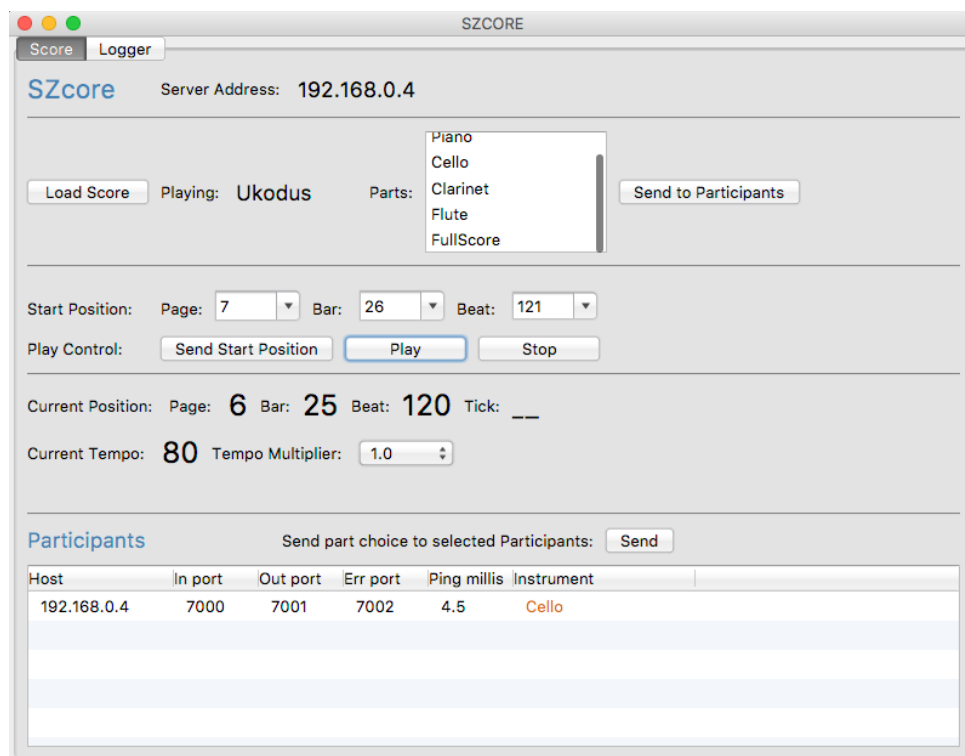 SZCORE
Score Logger
SZcore Server Address: 192.168.0.4
Piano
Cello
Load Score Playing: Ukodus Parts: Clarinet Send to Participants
Flute
FullScore
Start Position: Page: 7 Bar: 26 Beat: 121
Play Control: Send Start Position Play Stop
Current Position: Page: 6 Bar: 25 Beat: 120 Tick: __
Current Tempo: 80 Tempo Multiplier: 1.0
Participants Send part choice to selected Participants: Send
Host In port Out port Err port Ping millis Instrument
192.168.0.4 7000 7001 7002 4.5 Cello